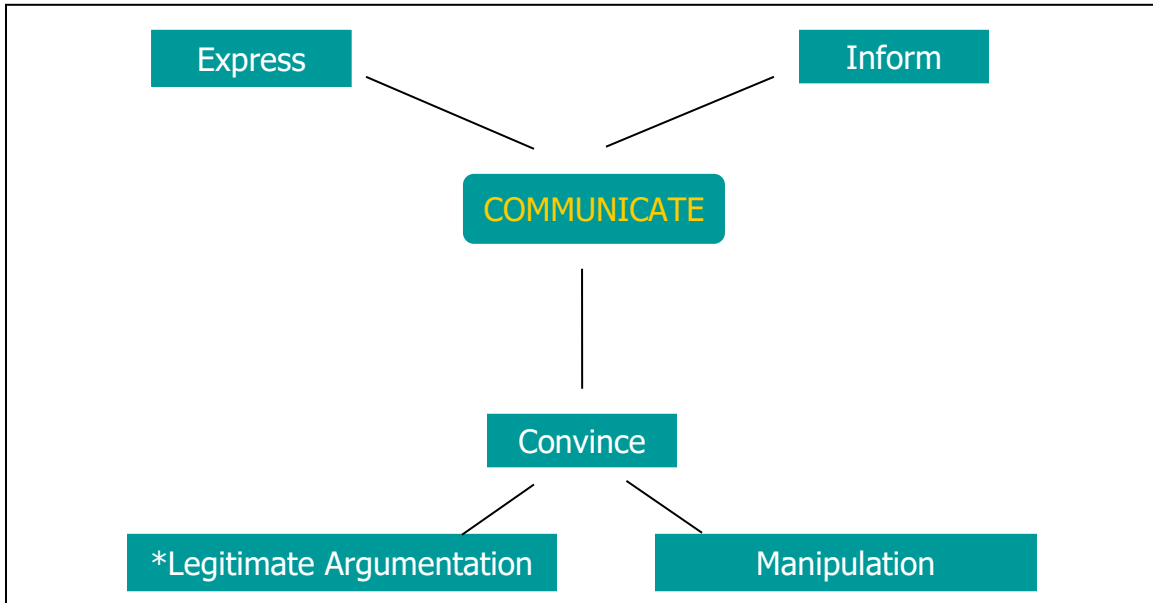 Express
Inform
COMMUNICATE
Convince
*Legitimate Argumentation
Manipulation